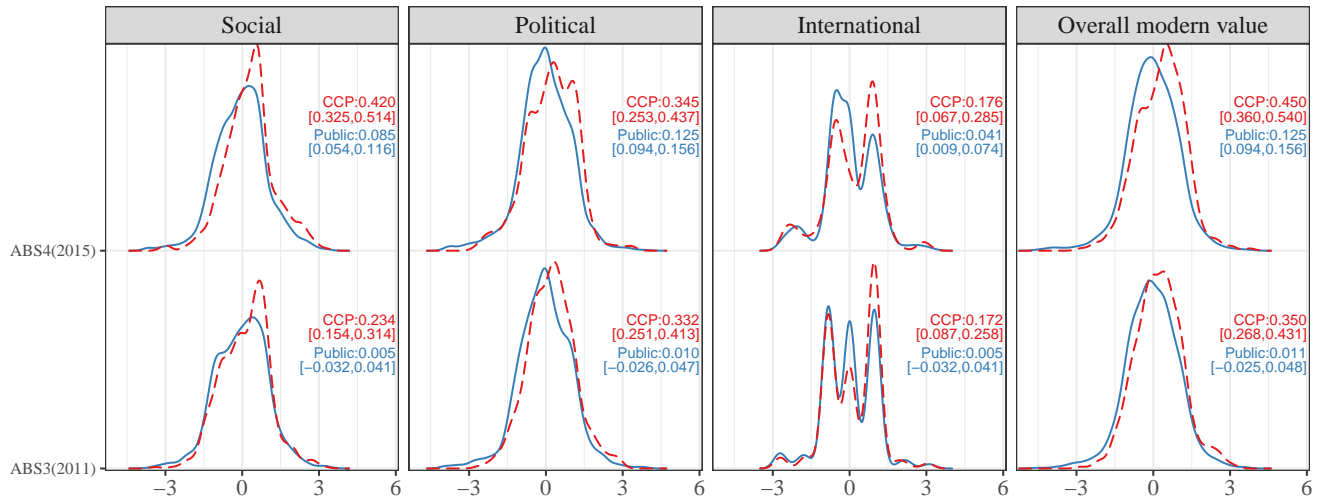 Social
Political
International
Overall modern value
ABS4(2015)
CCP:0.420
[0.325,0.514]
Public:0.085
[0.054,0.116]
CCP:0.345
[0.253,0.437]
Public:0.125
[0.094,0.156]
CCP:0.176
[0.067,0.285]
Public:0.041
[0.009,0.074]
CCP:0.450
[0.360,0.540]
Public:0.125
[0.094,0.156]
ABS3(2011)
CCP:0.234
[0.154,0.314]
Public:0.005
[−0.032,0.041]
CCP:0.332
[0.251,0.413]
Public:0.010
[−0.026,0.047]
CCP:0.172
[0.087,0.258]
Public:0.005
[−0.032,0.041]
CCP:0.350
[0.268,0.431]
Public:0.011
[−0.025,0.048]
−3 0 3 6
−3 0 3 6
−3 0 3 6
−3 0 3 6